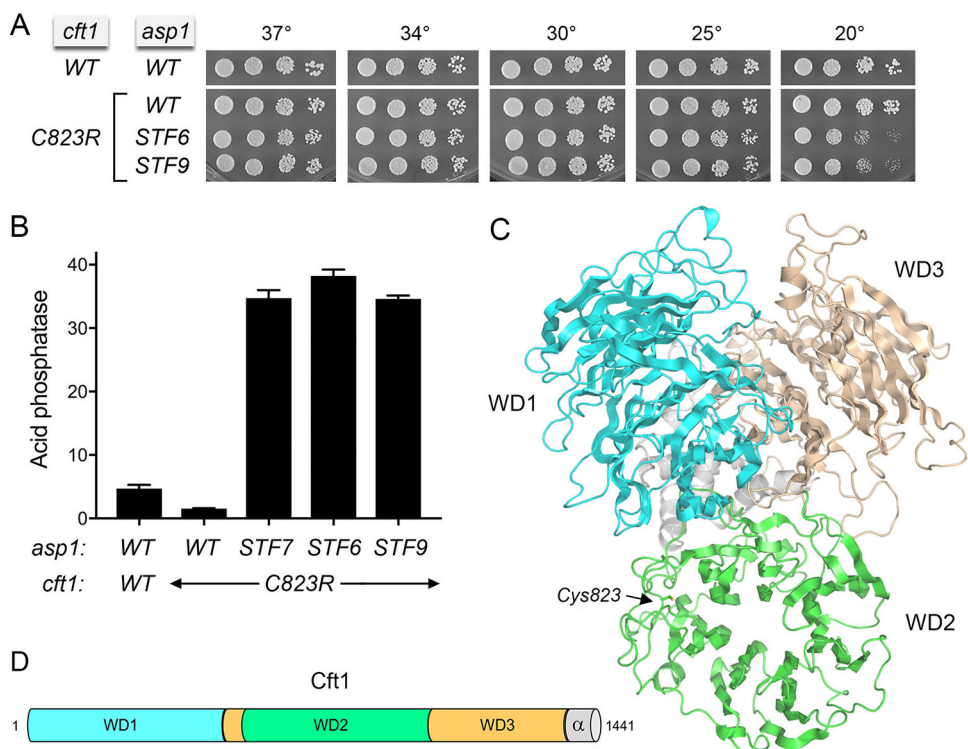 A
cft1 asp1 37° 34° 30° 25° 20°
WT WT
C823R WT
STF6
STF9
B
Acid phosphatase
40
30
20
10
0
asp1: WT WT STF7 STF6 STF9
cft1: WT C823R
C
WD3
WD1
Cys823
WD2
D
Cft1
1 WD1 WD2 WD3 α 1441